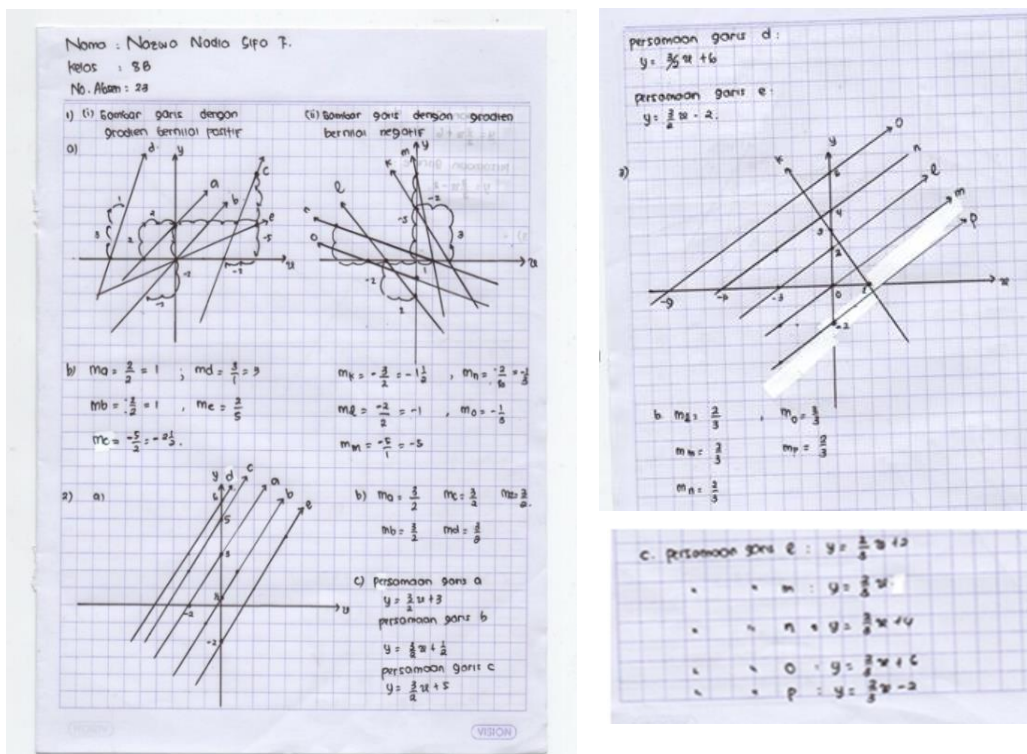 Nama : Nazwa Nadia Sifa F.
Kelas : 8B
No. Absen : 23
1) (i) Gambar garis dengan gradien bernilai positif
(ii) Gambar garis dengan gradien bernilai negatif
a)
b) ma = 2/2 = 1 ; md = 3/1 = 3
mb = -2/-2 = 1 , me = 2/5
mc = -5/2 = -2 1/2 .
mk = -3/2 = -1 1/2 , mn = -2/6 = -1/3
ml = -2/2 = -1 , mo = -1/3
mm = -5/1 = -5
2) a)
b) ma = 3/2 mc = 3/2
mb = 3/2
c) Persamaan garis a
y = 3/2 x + 3
persamaan garis b
y = 3/2 x + 1/2
persamaan garis c
y = 3/2 x + 5
persamaan garis d :
y = 3/2 x + 6
persamaan garis e :
y = 3/2 x - 2.
3)
b. ml = 2/3 , mo = 2/3
mm = 2/3 mp = 2/3
mn = 2/3
c. persamaan garis l : y = 2/3 x + 2
" " m : y = 2/3 x.
" " n : y = 2/3 x + 4
" " o : y = 2/3 x + 6
" " p : y = 2/3 x - 2
VISION